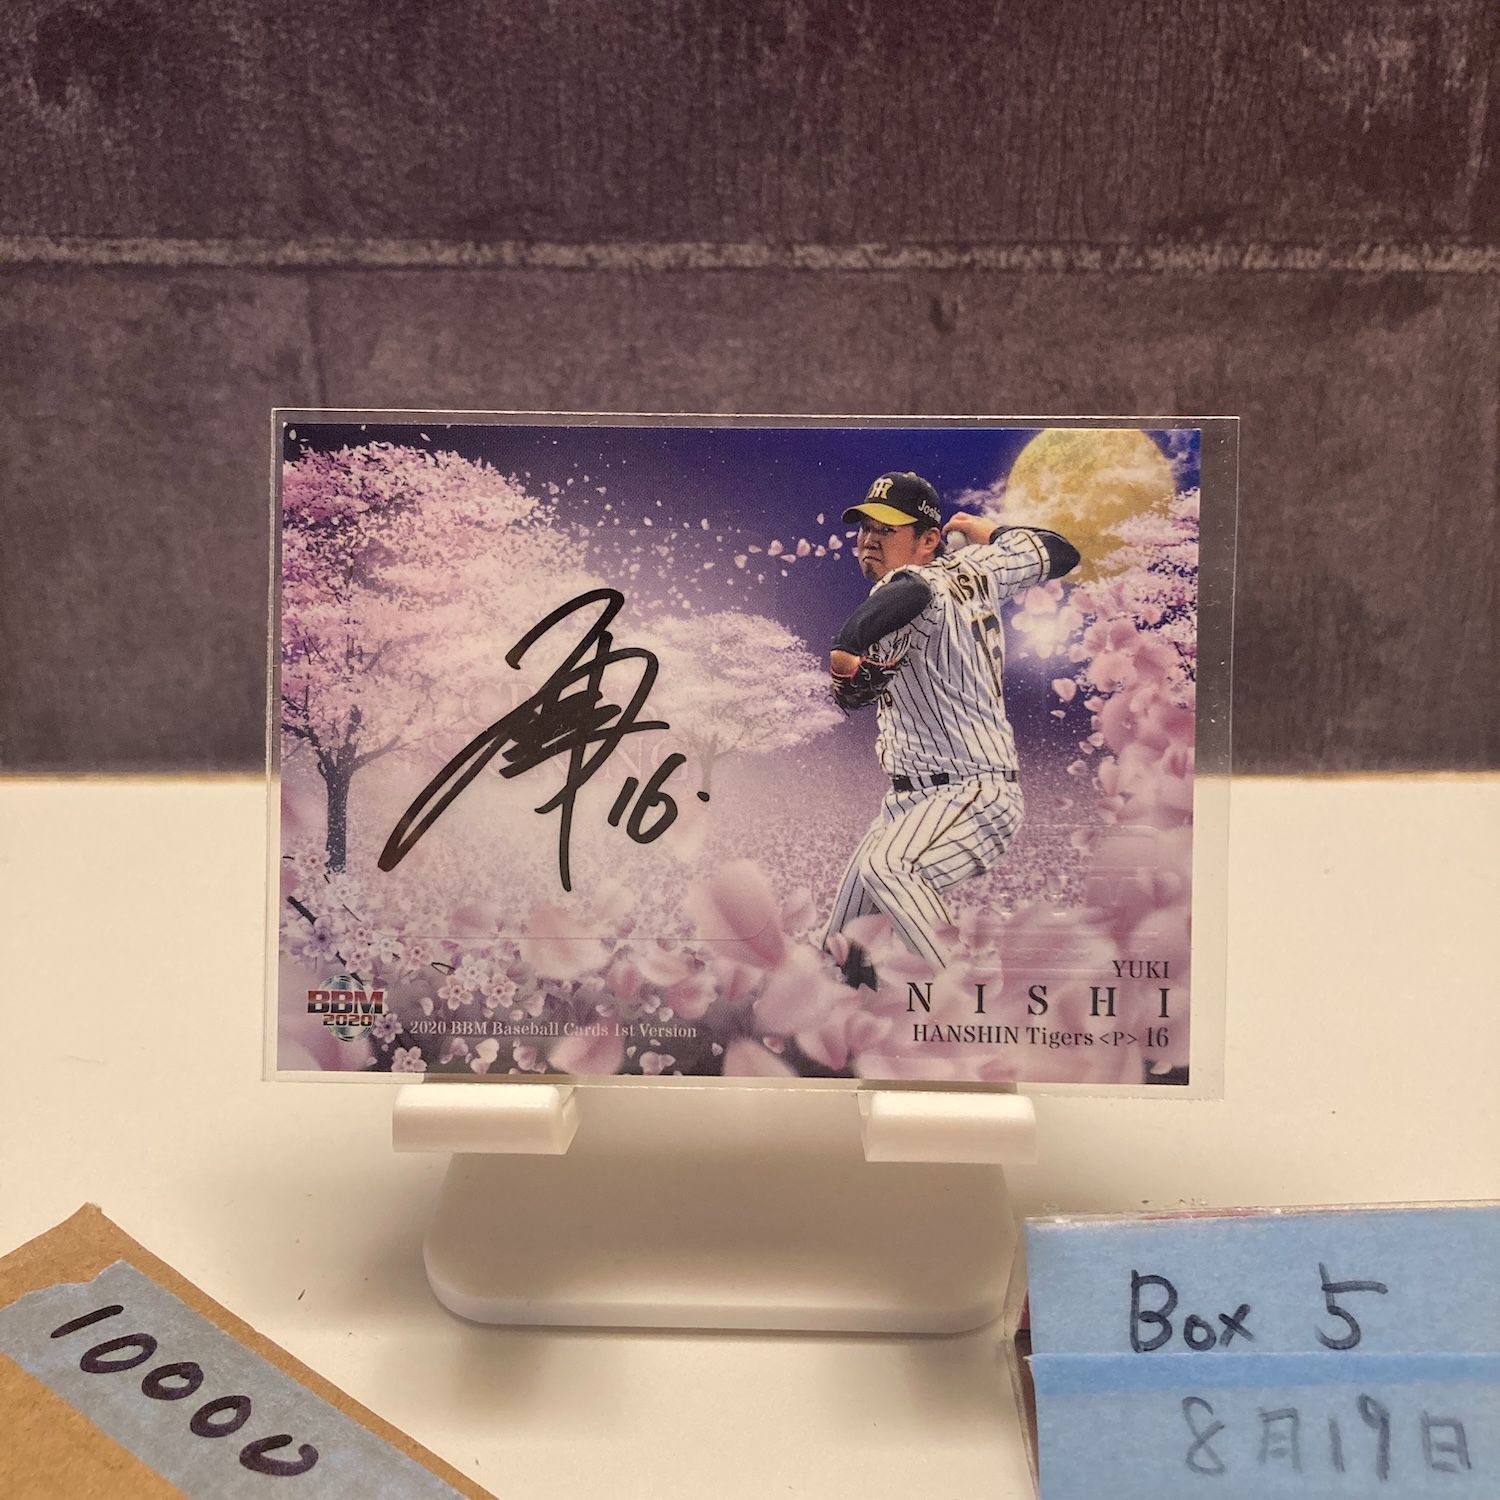 Joshin
16.
BBM
2020
2020 BBM Baseball Cards 1st Version
YUKI
NISHI
HANSHIN Tigers <P> 16
10000
Box 5
8月19日